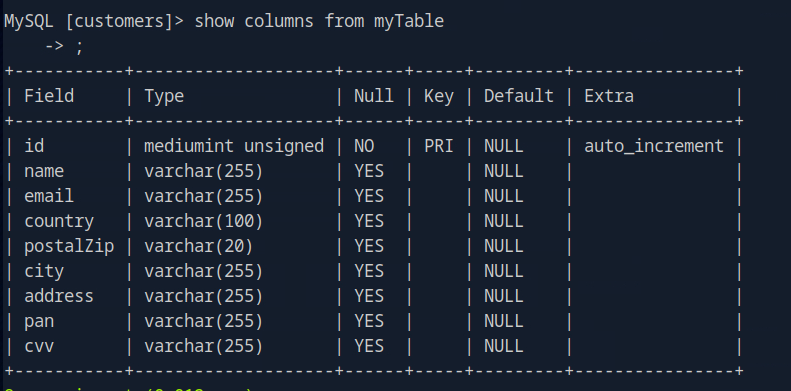 MySQL [customers]> show columns from myTable
    -> ;
+-----------+--------------------+------+-----+---------+----------------+
| Field     | Type               | Null | Key | Default | Extra          |
+-----------+--------------------+------+-----+---------+----------------+
| id        | mediumint unsigned | NO   | PRI | NULL    | auto_increment |
| name      | varchar(255)       | YES  |     | NULL    |                |
| email     | varchar(255)       | YES  |     | NULL    |                |
| country   | varchar(100)       | YES  |     | NULL    |                |
| postalZip | varchar(20)        | YES  |     | NULL    |                |
| city      | varchar(255)       | YES  |     | NULL    |                |
| address   | varchar(255)       | YES  |     | NULL    |                |
| pan       | varchar(255)       | YES  |     | NULL    |                |
| cvv       | varchar(255)       | YES  |     | NULL    |                |
+-----------+--------------------+------+-----+---------+----------------+